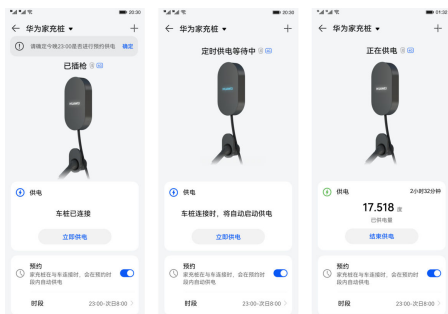 20:30
华为家充桩
请确定今晚23:00是否进行预约供电 确定
已插枪
HUAWEI
供电
车桩已连接
立即供电
预约
家充桩在与车连接时，会在预约时
段内自动供电
时段 23:00-次日8:00
20:30
华为家充桩
定时供电等待中
HUAWEI
供电
车桩连接时，将自动启动供电
立即供电
预约
家充桩在与车连接时，会在预约时
段内自动供电
时段 23:00-次日8:00
01:32
华为家充桩
正在供电
HUAWEI
供电 2小时32分钟
17.518 度
已供电量
结束供电
预约
家充桩在与车连接时，会在预约时
段内自动供电
时段 23:00-次日8:00